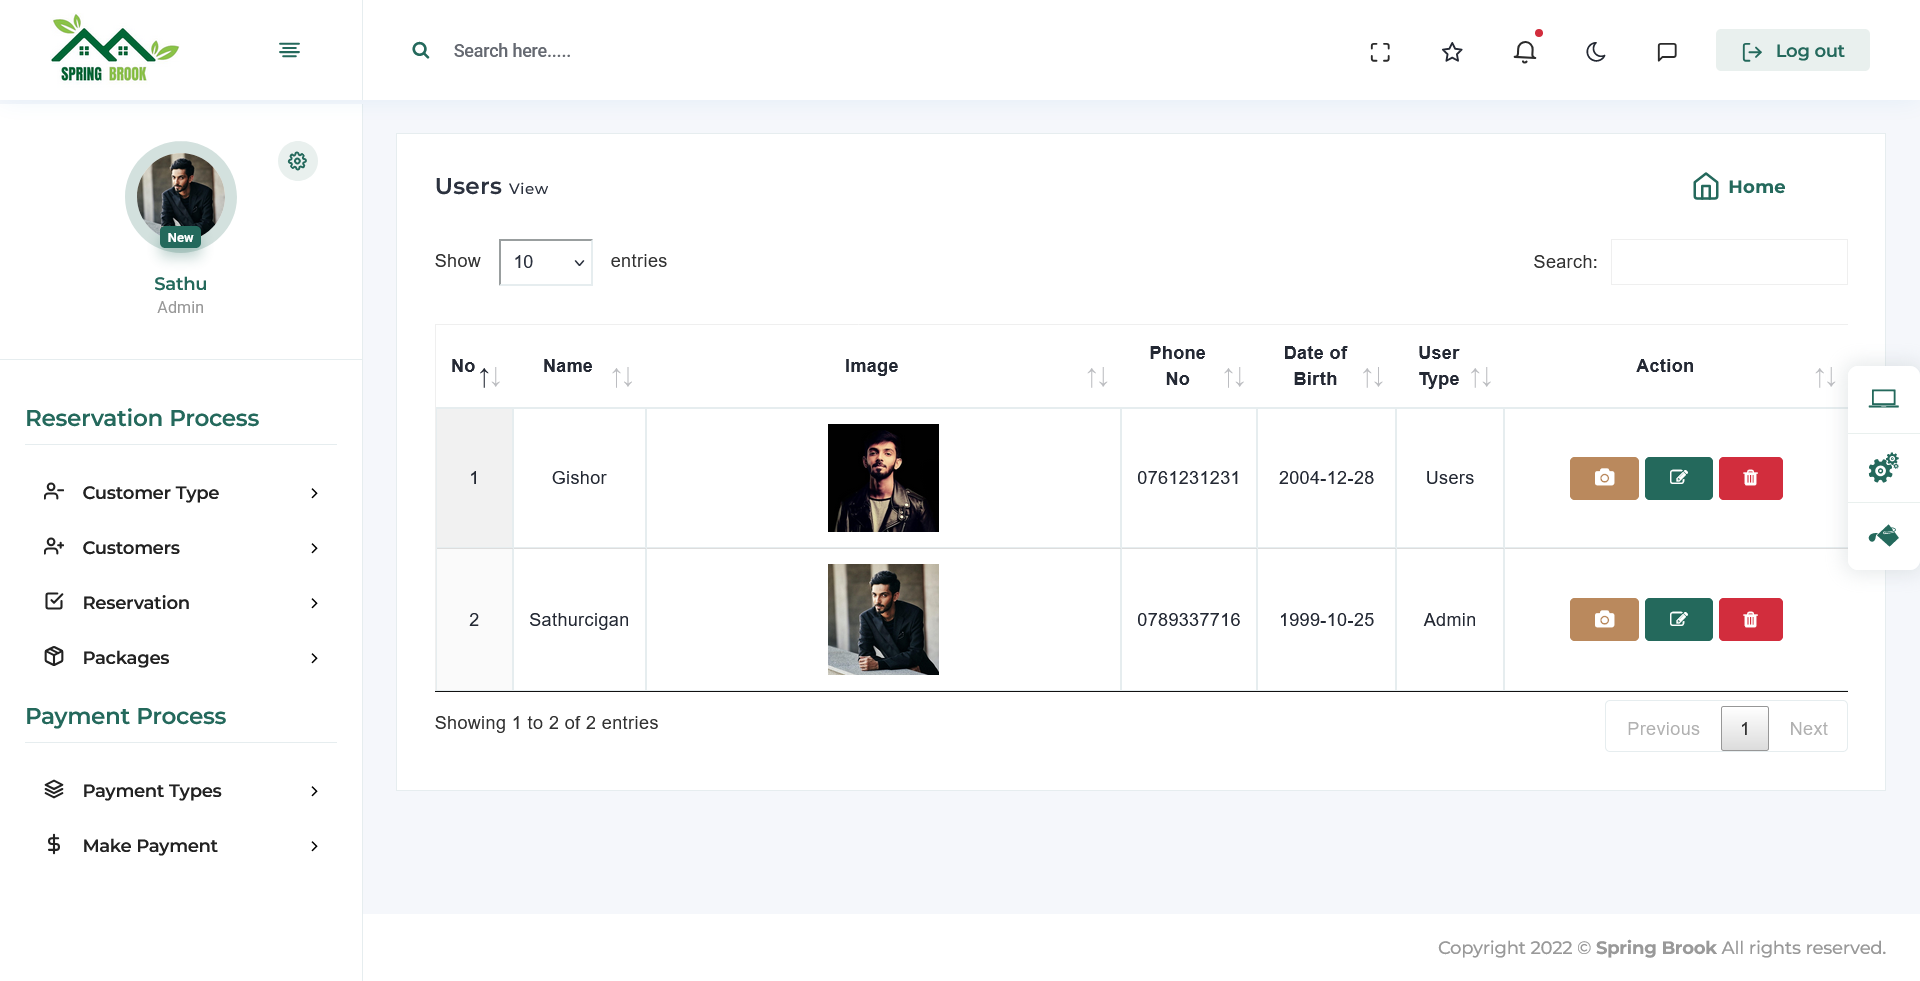 SPRING BROOK
Search here.....
Log out
New
Sathu
Admin
Reservation Process
Customer Type
Customers
Reservation
Packages
Payment Process
Payment Types
Make Payment
Users View
Home
Show 10 entries
Search:
No Name Image Phone No Date of Birth User Type Action
1 Gishor 0761231231 2004-12-28 Users
2 Sathurcigan 0789337716 1999-10-25 Admin
Showing 1 to 2 of 2 entries
Previous 1 Next
Copyright 2022 © Spring Brook All rights reserved.